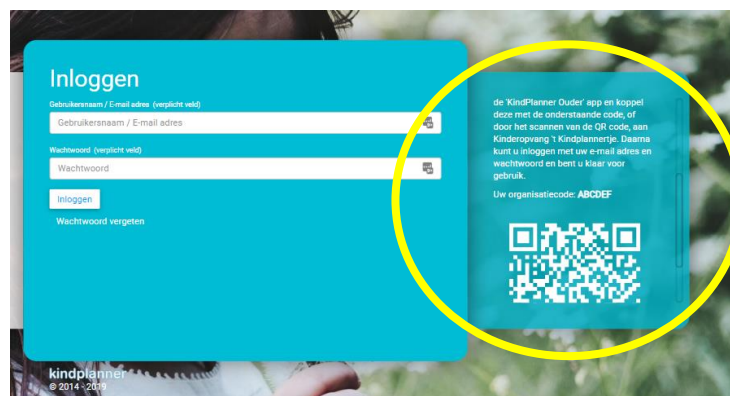 Inloggen
Gebruikersnaam / E-mail adres (verplicht veld)
Gebruikersnaam / E-mail adres
Wachtwoord (verplicht veld)
Wachtwoord
Inloggen
Wachtwoord vergeten
de 'KindPlanner Ouder' app en koppel
deze met de onderstaande code, of
door het scannen van de QR code, aan
Kinderopvang 't Kindplannertje. Daarna
kunt u inloggen met uw e-mail adres en
wachtwoord en bent u klaar voor
gebruik.
Uw organisatiecode: ABCDEF
kindplanner
© 2014 - 2019